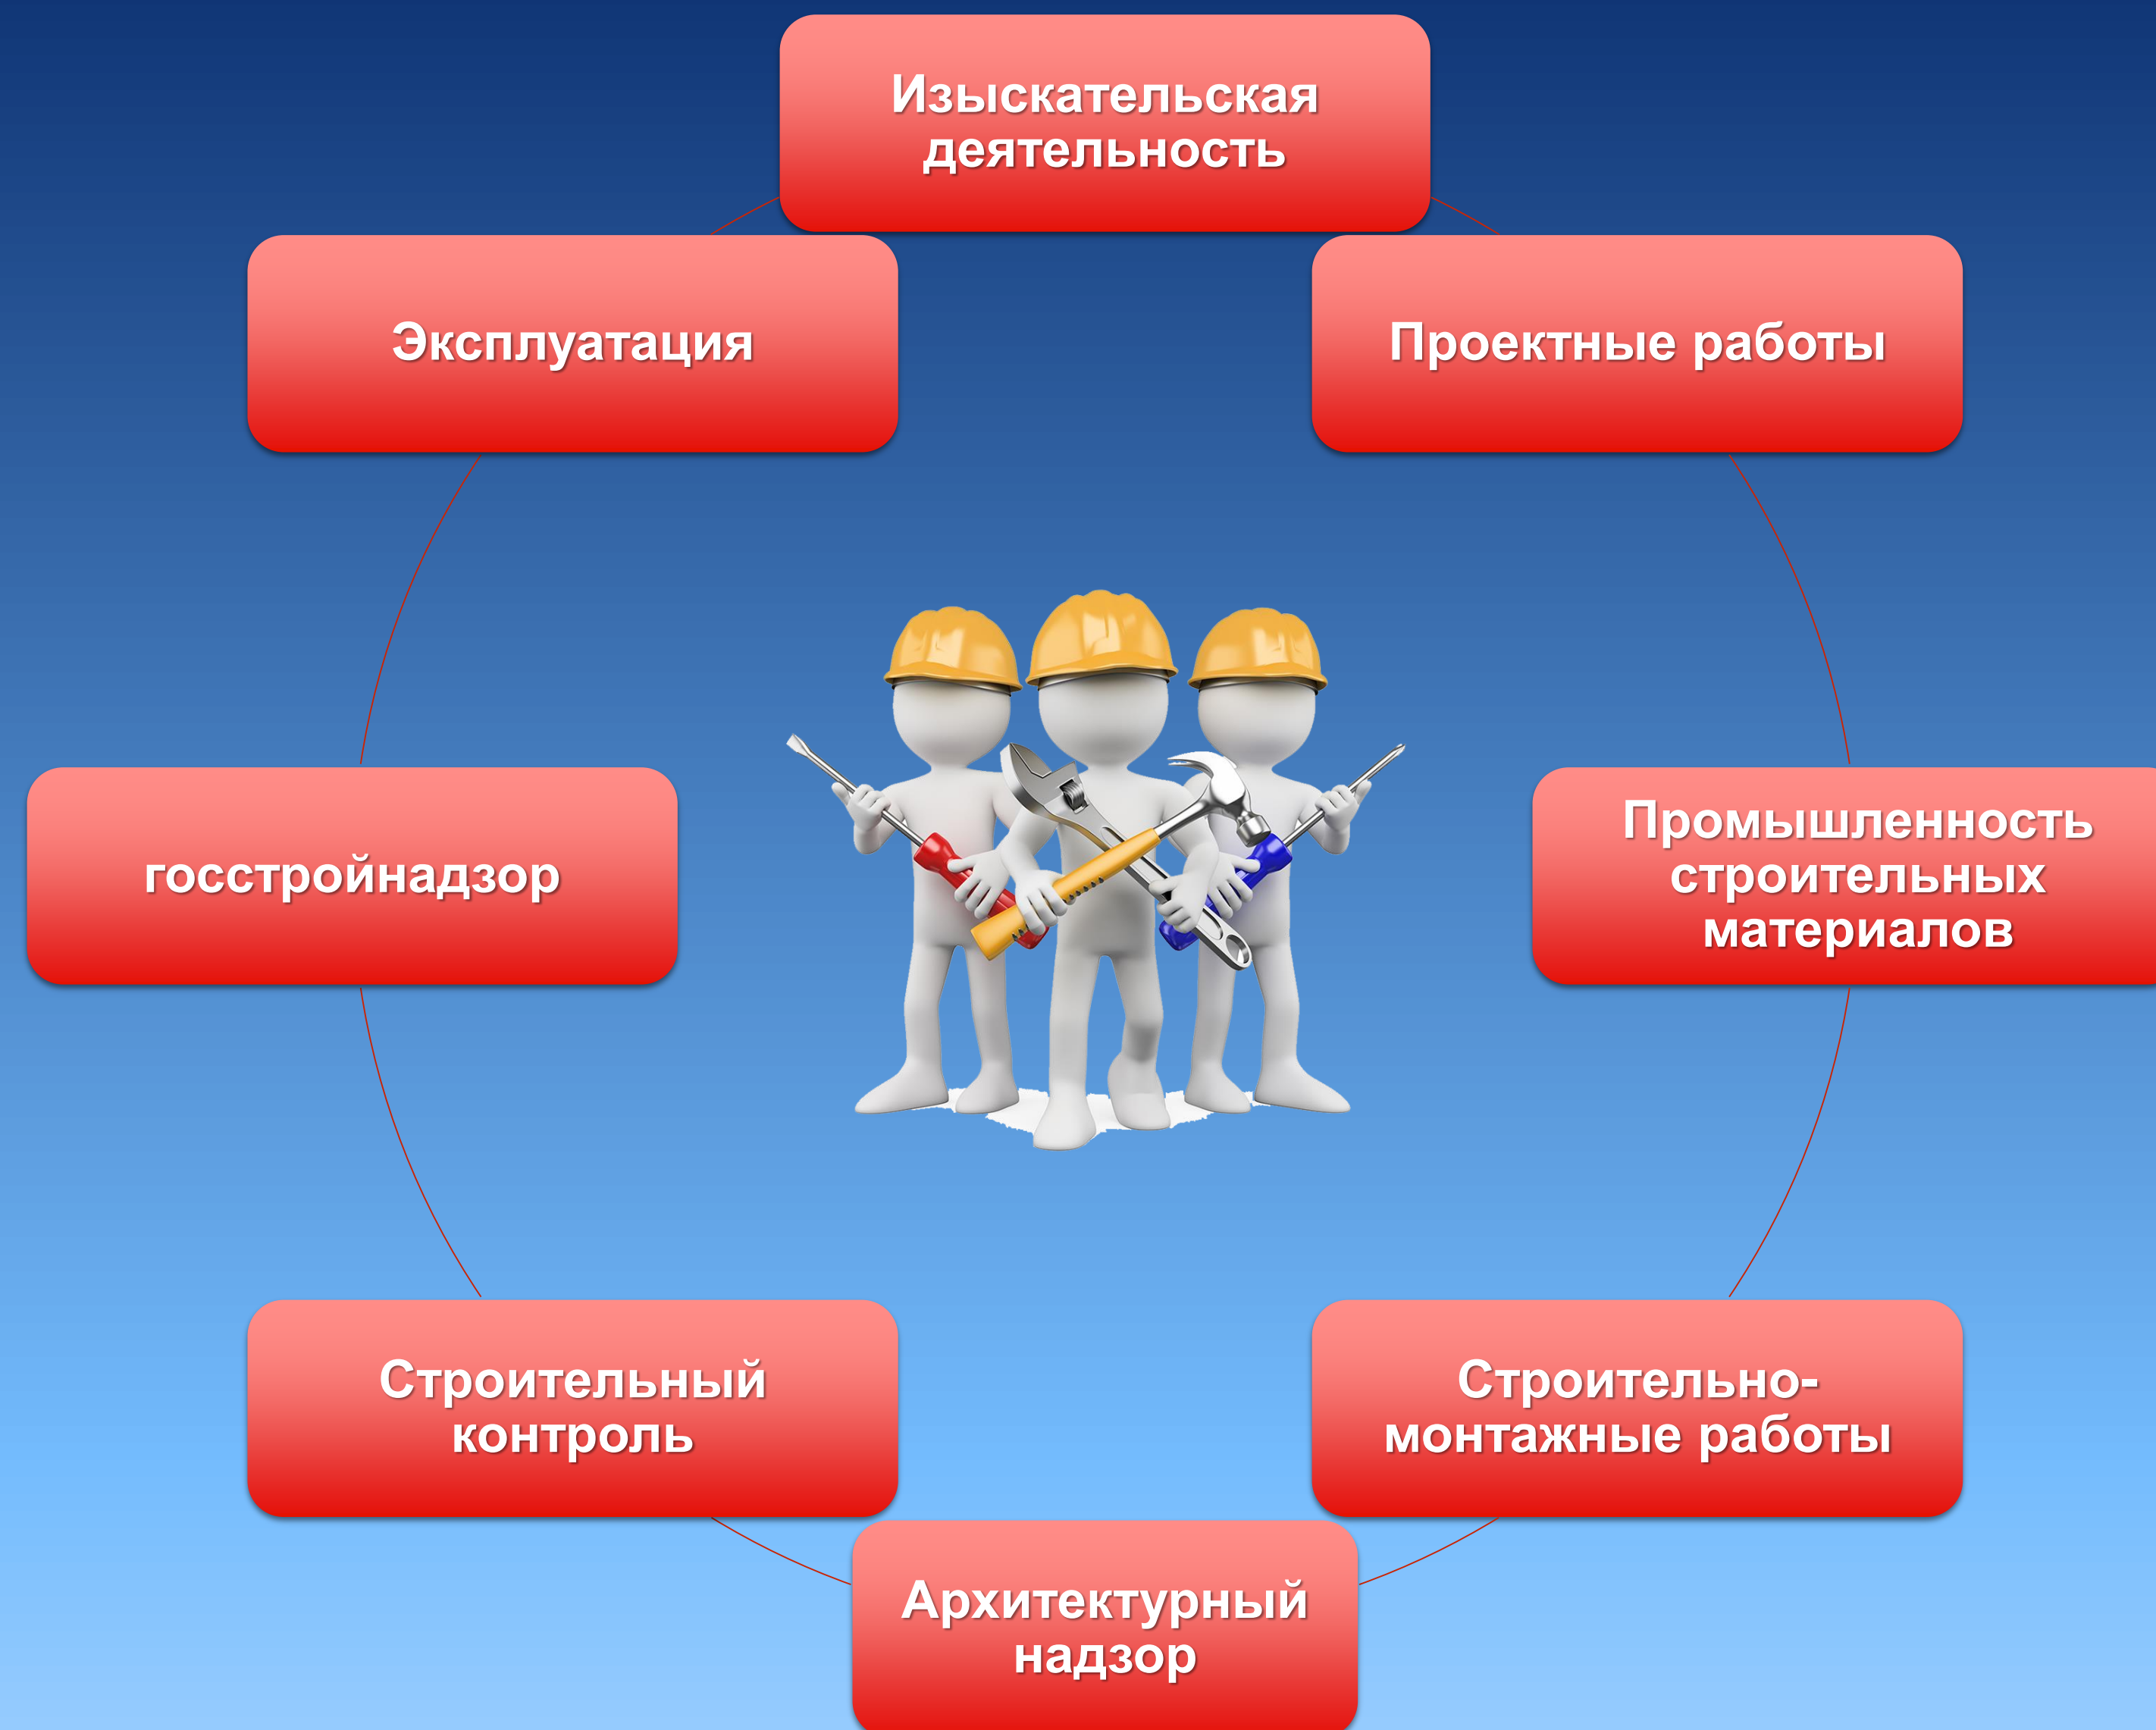 Изыскательская
деятельность
Эксплуатация
Проектные работы
госстройнадзор
Промышленность
строительных
материалов
Строительный
контроль
Строительно-
монтажные работы
Архитектурный
надзор